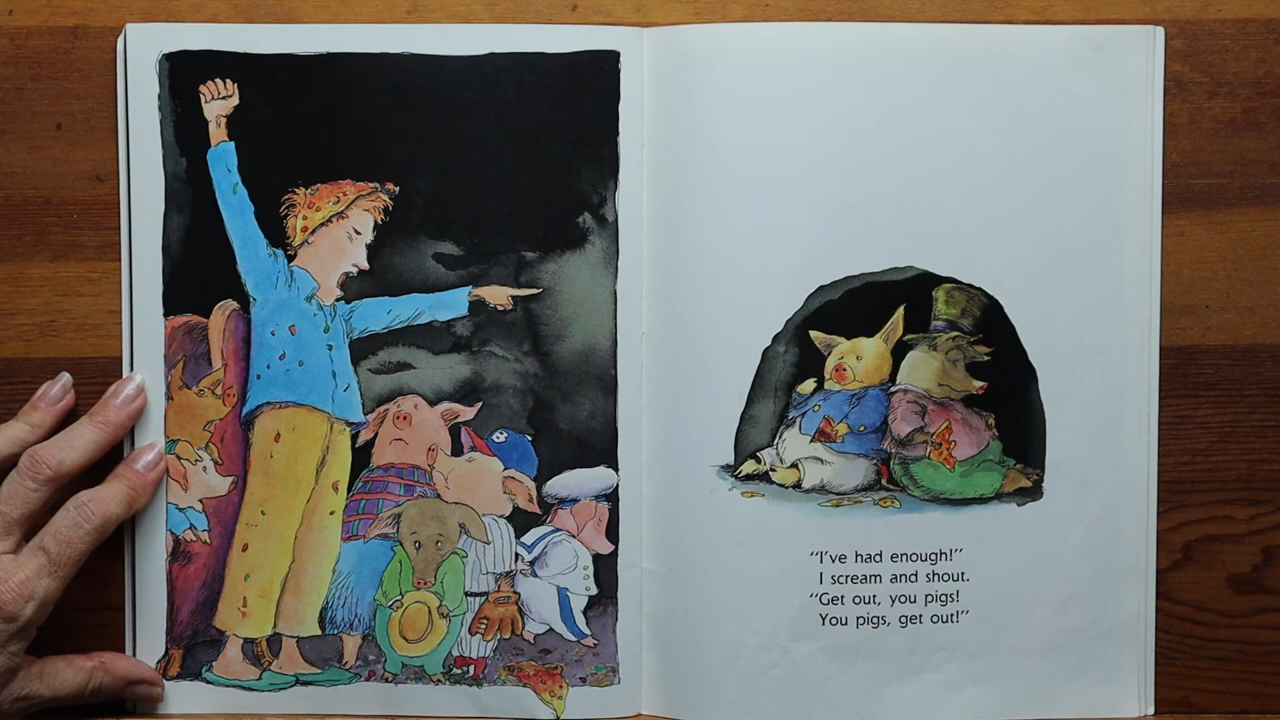 “I’ve had enough!”
I scream and shout.
“Get out, you pigs!
You pigs, get out!”